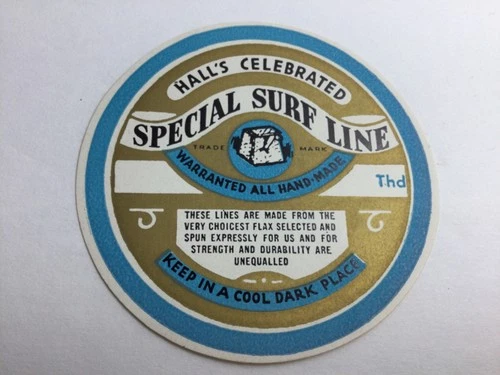 HALL'S CELEBRATED
SPECIAL SURF LINE
TRADE MARK
WARRANTED ALL HAND-MADE
Thd
THESE LINES ARE MADE FROM THE
VERY CHOICEST FLAX SELECTED AND
SPUN EXPRESSLY FOR US AND FOR
STRENGTH AND DURABILITY ARE
UNEQUALLED
KEEP IN A COOL DARK PLACE